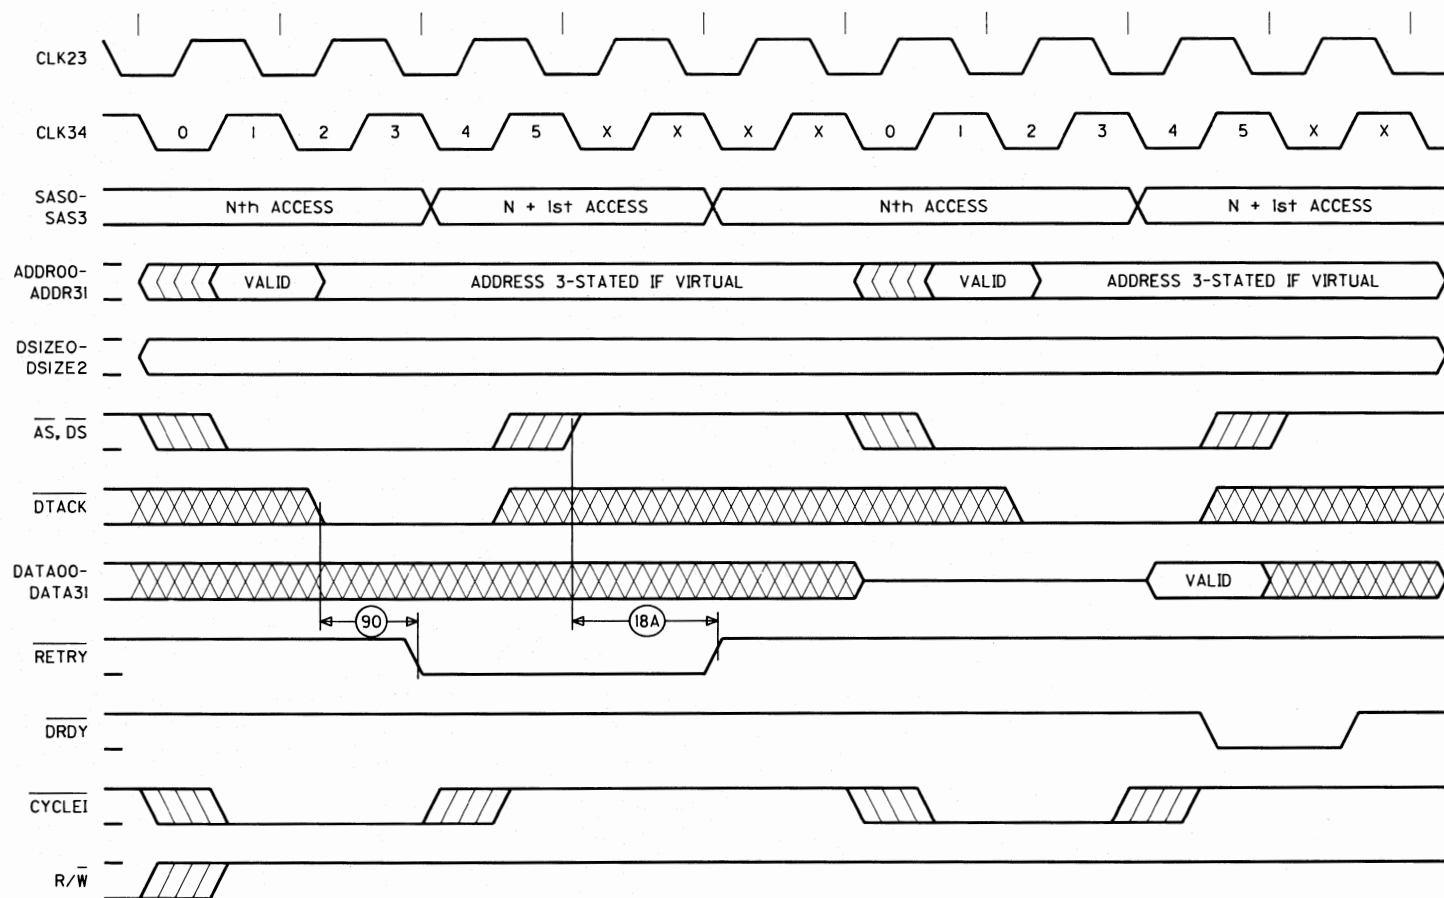 CLK23
CLK34
0 1 2 3 4 5 X X X X 0 1 2 3 4 5 X X
SAS0-
SAS3
Nth ACCESS
N + 1st ACCESS
Nth ACCESS
N + 1st ACCESS
ADDR00-
ADDR31
VALID
ADDRESS 3-STATED IF VIRTUAL
VALID
ADDRESS 3-STATED IF VIRTUAL
DSIZE0-
DSIZE2
AS, DS
DTACK
DATA00-
DATA31
VALID
90
18A
RETRY
DRDY
CYCLEI
R/W